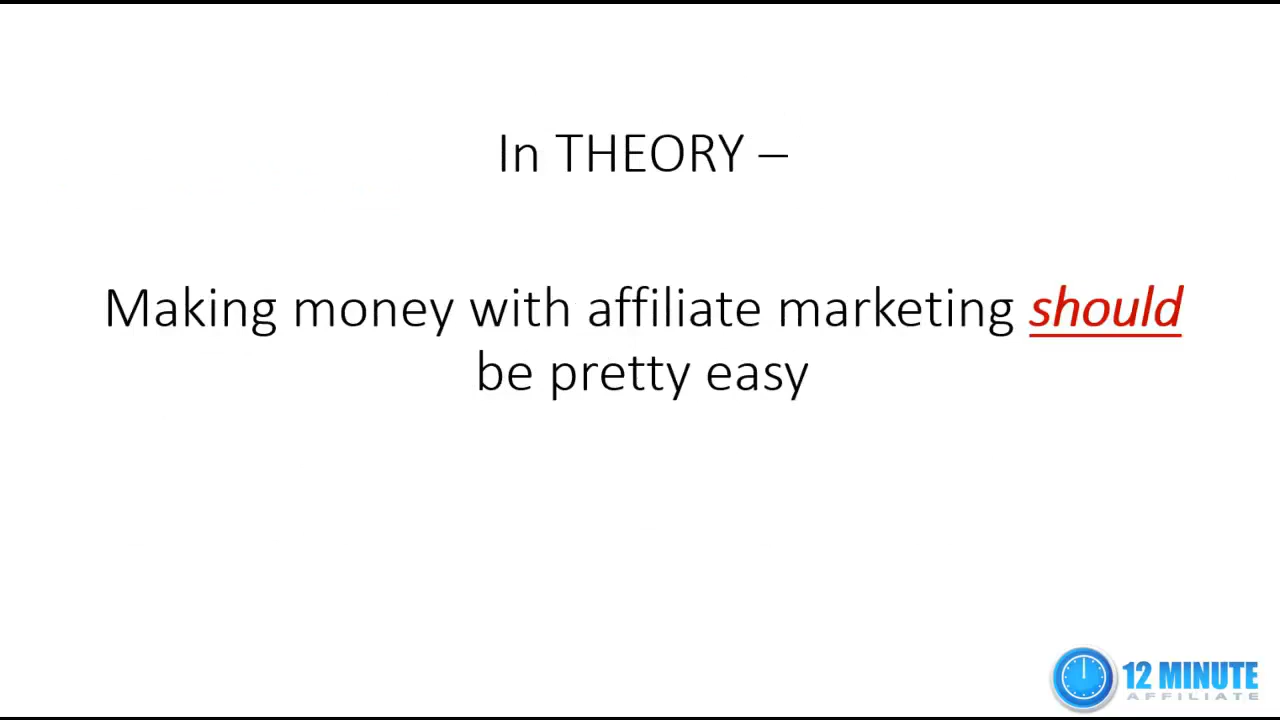 In THEORY –
Making money with affiliate marketing should
be pretty easy
12 MINUTE
AFFILIATE